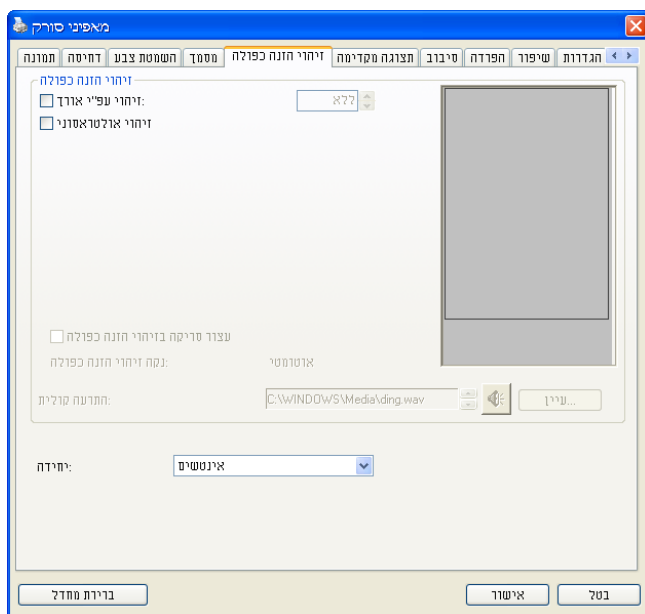 מאפיני סורק
תמונה דחיסה השמטת צבע מסמך זיהוי הזנה כפולה תצוגה מקדימה סיבוב הפרדה שיפור הגדרות
זיהוי הזנה כפולה
זיהוי עפ"י אורך: ללא
זיהוי אולטראסוני
עצור סריקה בזיהוי הזנה כפולה
נקה זיהוי הזנה כפולה: אוטומטי
התרעה קולית: C:\WINDOWS\Media\ding.wav עיין...
יחידה: אינטשים
ברירת מחדל אישור בטל